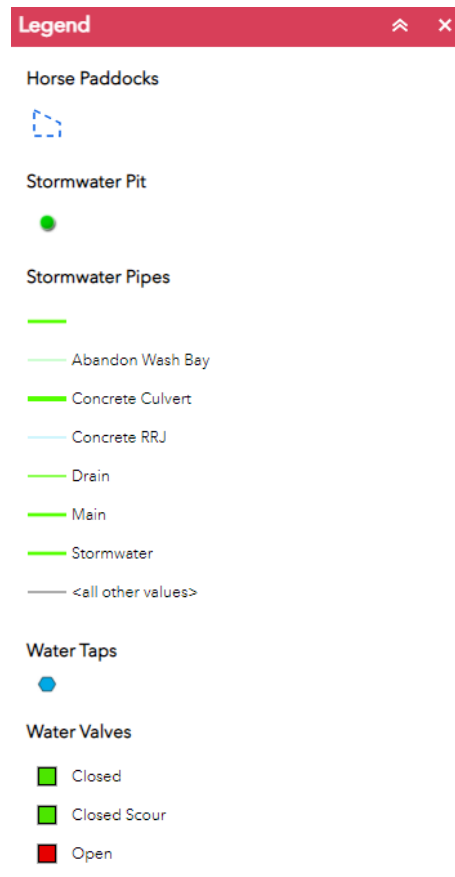 Legend
Horse Paddocks
Stormwater Pit
Stormwater Pipes
Abandon Wash Bay
Concrete Culvert
Concrete RRJ
Drain
Main
Stormwater
<all other values>
Water Taps
Water Valves
Closed
Closed Scour
Open